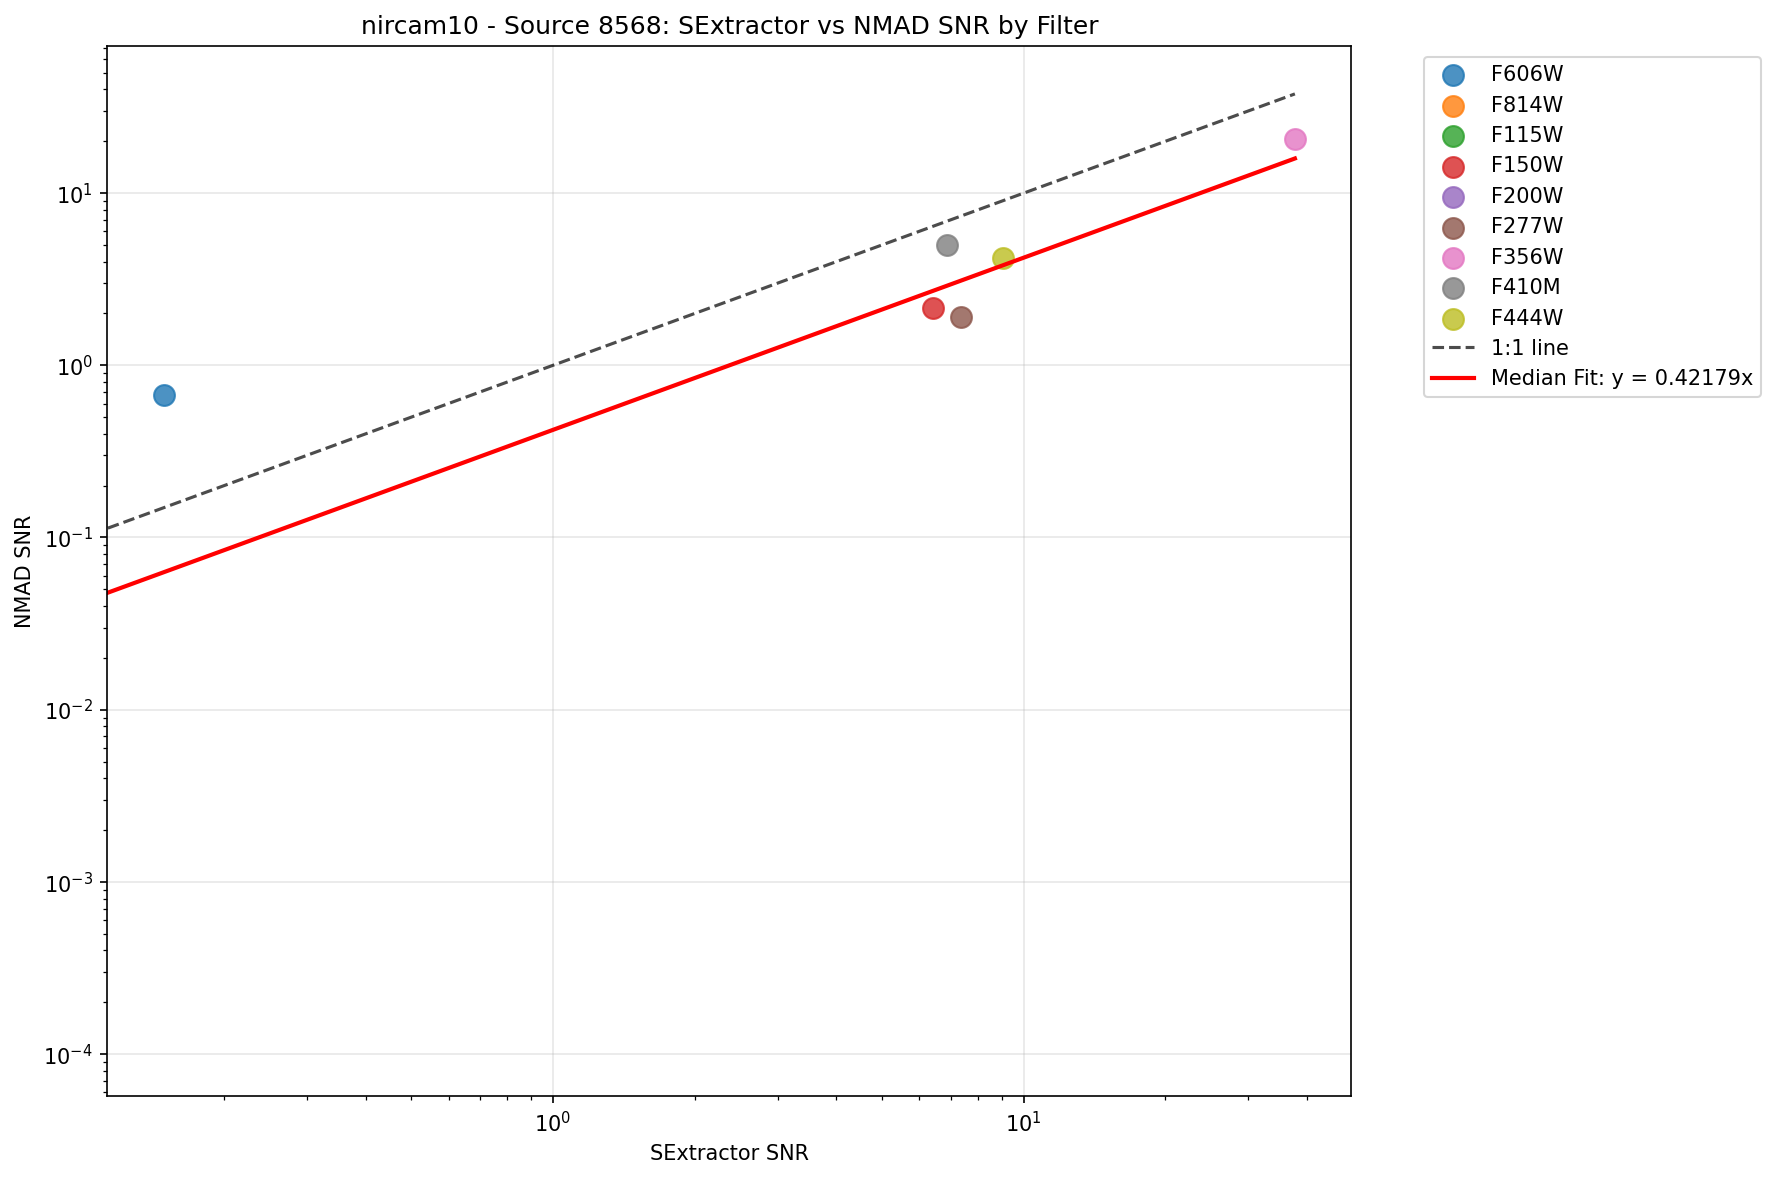 nircam10 - Source 8568: SExtractor vs NMAD SNR by Filter
F606W
F814W
F115W
F150W
F200W
F277W
F356W
F410M
F444W
1:1 line
Median Fit: y = 0.42179x
NMAD SNR
10¹
10⁰
10⁻¹
10⁻²
10⁻³
10⁻⁴
10⁰ 10¹
SExtractor SNR